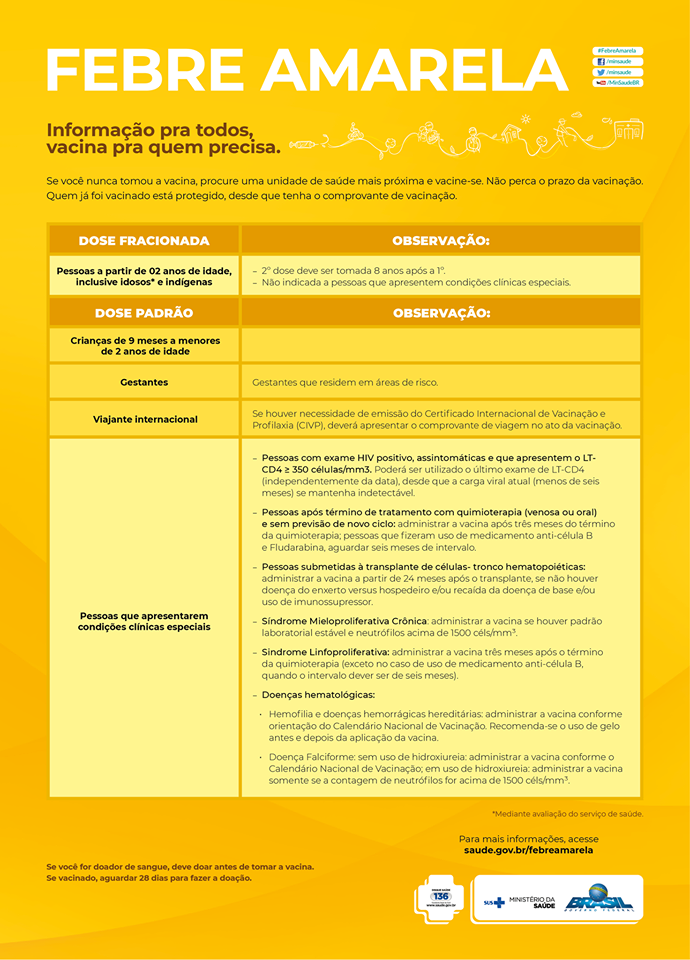 FEBRE AMARELA
#FebreAmarela
/minsaude
/minsaude
/MinSaudeBR
Informação pra todos,
vacina pra quem precisa.
Se você nunca tomou a vacina, procure uma unidade de saúde mais próxima e vacine-se. Não perca o prazo da vacinação.
Quem já foi vacinado está protegido, desde que tenha o comprovante de vacinação.
DOSE FRACIONADA
OBSERVAÇÃO:
Pessoas a partir de 02 anos de idade,
inclusive idosos* e indígenas
– 2º dose deve ser tomada 8 anos após a 1º.
– Não indicada a pessoas que apresentem condições clínicas especiais.
DOSE PADRÃO
OBSERVAÇÃO:
Crianças de 9 meses a menores
de 2 anos de idade
Gestantes
Gestantes que residem em áreas de risco.
Viajante internacional
Se houver necessidade de emissão do Certificado Internacional de Vacinação e
Profilaxia (CIVP), deverá apresentar o comprovante de viagem no ato da vacinação.
Pessoas que apresentarem
condições clínicas especiais
– Pessoas com exame HIV positivo, assintomáticas e que apresentem o LT-
CD4 ≥ 350 células/mm3. Poderá ser utilizado o último exame de LT-CD4
(independentemente da data), desde que a carga viral atual (menos de seis
meses) se mantenha indetectável.
– Pessoas após término de tratamento com quimioterapia (venosa ou oral)
e sem previsão de novo ciclo: administrar a vacina após três meses do término
da quimioterapia; pessoas que fizeram uso de medicamento anti-célula B
e Fludarabina, aguardar seis meses de intervalo.
– Pessoas submetidas à transplante de células- tronco hematopoiéticas:
administrar a vacina a partir de 24 meses após o transplante, se não houver
doença do enxerto versus hospedeiro e/ou recaída da doença de base e/ou
uso de imunossupressor.
– Síndrome Mieloproliferativa Crônica: administrar a vacina se houver padrão
laboratorial estável e neutrófilos acima de 1500 céls/mm³.
– Sindrome Linfoproliferativa: administrar a vacina três meses após o término
da quimioterapia (exceto no caso de uso de medicamento anti-célula B,
quando o intervalo dever ser de seis meses).
– Doenças hematológicas:
• Hemofilia e doenças hemorrágicas hereditárias: administrar a vacina conforme
orientação do Calendário Nacional de Vacinação. Recomenda-se o uso de gelo
antes e depois da aplicação da vacina.
• Doença Falciforme: sem uso de hidroxiureia: administrar a vacina conforme o
Calendário Nacional de Vacinação; em uso de hidroxiureia: administrar a vacina
somente se a contagem de neutrófilos for acima de 1500 céls/mm³.
*Mediante avaliação do serviço de saúde.
Para mais informações, acesse
saude.gov.br/febreamarela
Se você for doador de sangue, deve doar antes de tomar a vacina.
Se vacinado, aguardar 28 dias para fazer a doação.
DISQUE SAÚDE
136
www.saude.gov.br
SUS
MINISTÉRIO DA
SAÚDE
BRASIL
GOVERNO FEDERAL